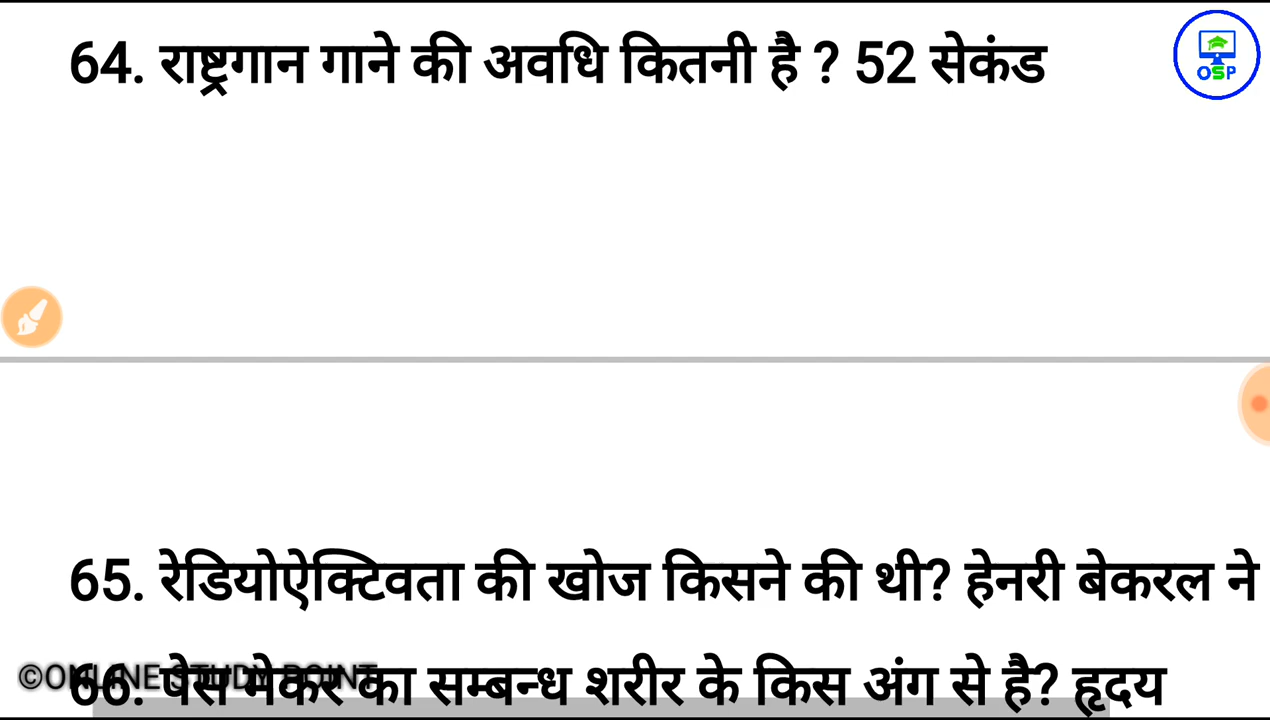 64. राष्ट्रगान गाने की अवधि कितनी है ? 52 सेकंड
OSP
65. रेडियोऐक्टिवता की खोज किसने की थी? हेनरी बेकरल ने
66. पेस मेकर का सम्बन्ध शरीर के किस अंग से है? हृदय
©ONLINE STUDY POINT